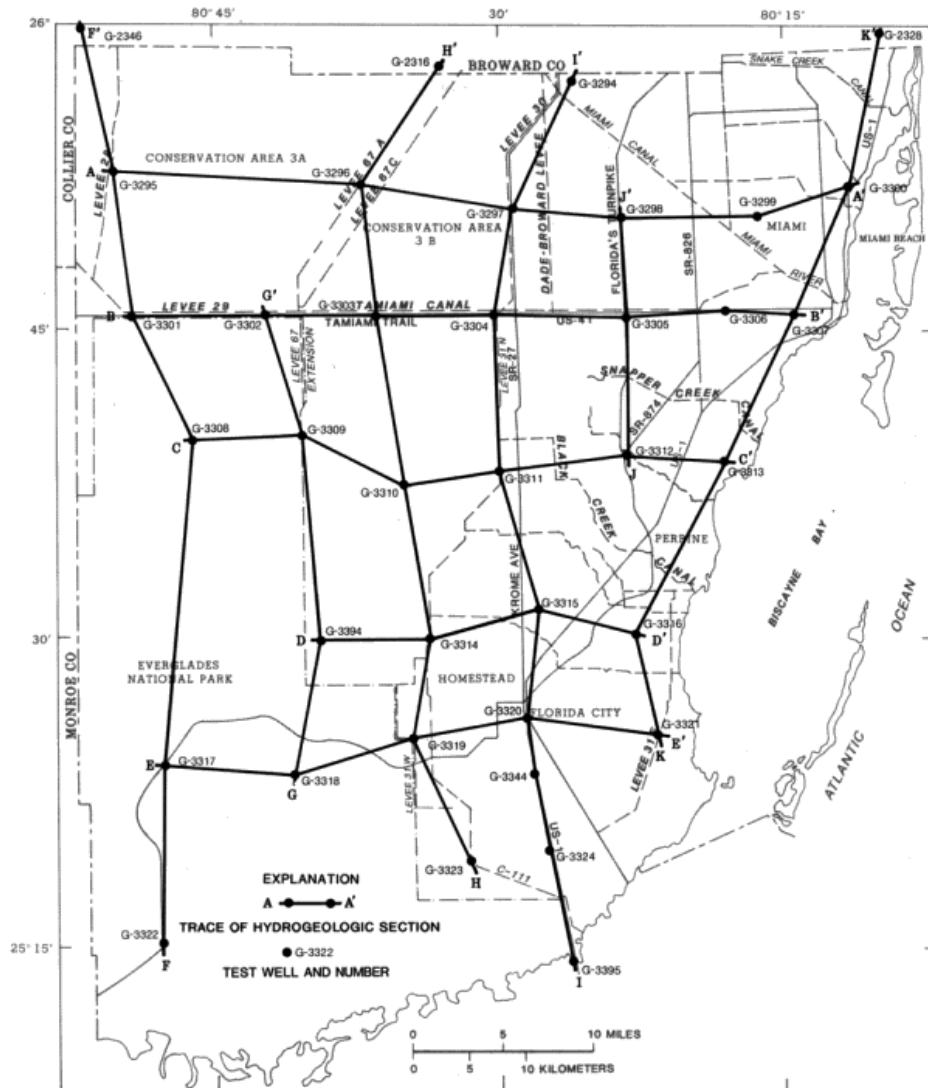 80° 45'
30'
80° 15'
26°
F'
G-2346
H'
G-2316
BROWARD CO
I'
G-3294
K'
G-2328
SNAKE CREEK
CANAL
US-1
COLLIER CO
LEVEE 30
MIAMI
CANAL
CONSERVATION AREA 3A
LEVEE 67 A
LEVEE 67 C
DADE-BROWARD LEVEE
FLORIDA'S TURNPIKE
SR-826
A
G-3295
G-3296
G-3297
CONSERVATION AREA
3 B
J'
G-3298
G-3299
MIAMI
G-3300
A'
MIAMI BEACH
MIAMI
RIVER
B
LEVEE 29
G-3301
G'
G-3302
G-3303
TAMIAMI CANAL
TAMIAMI TRAIL
G-3304
US-41
G-3305
G-3306
B'
G-3307
45'
LEVEE 67
EXTENSION
LEVEE 31 N
SR-27
SNAPPER
CREEK
CANAL
SR-874
US-1
C
G-3308
G-3309
G-3310
G-3311
BLACK
CREEK
CANAL
G-3312
J
C'
G-3313
PERRINE
BISCAYNE BAY
ATLANTIC
OCEAN
KROME AVE
G-3315
D
G-3394
G-3314
G-3316
D'
30'
MONROE CO
EVERGLADES
NATIONAL PARK
HOMESTEAD
G-3320
FLORIDA CITY
G-3321
E'
K
LEVEE 31 E
E
G-3317
G-3318
G
G-3319
LEVEE 31 W
G-3344
US-1
G-3324
G-3323
H
C-111
EXPLANATION
A A'
TRACE OF HYDROGEOLOGIC SECTION
G-3322
TEST WELL AND NUMBER
G-3322
F
25° 15'
G-3395
I
0 5 10 MILES
0 5 10 KILOMETERS